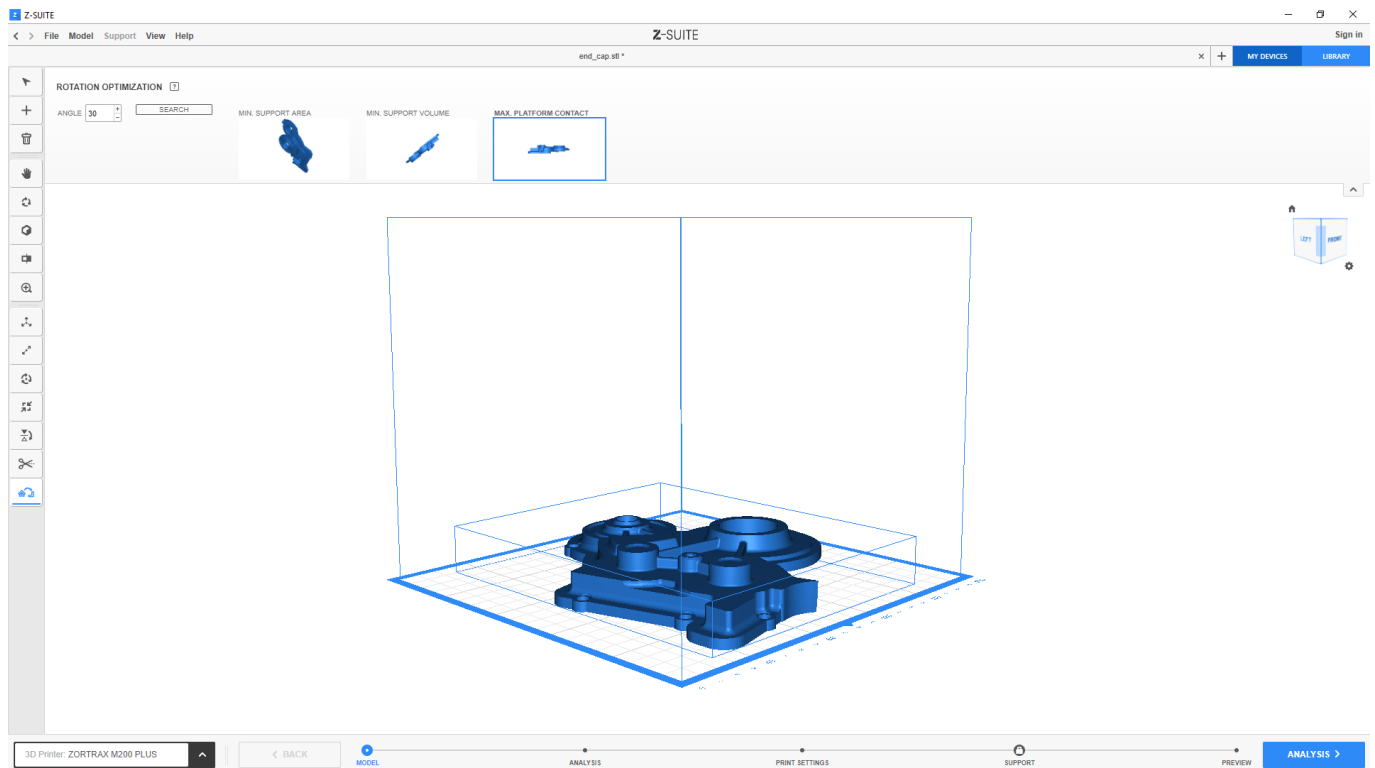 Z-SUITE
File Model Support View Help
Z-SUITE
Sign in
end_cap.stl *
MY DEVICES
LIBRARY
ROTATION OPTIMIZATION ?
ANGLE 30
SEARCH
MIN. SUPPORT AREA
MIN. SUPPORT VOLUME
MAX. PLATFORM CONTACT
LEFT
FRONT
3D Printer: ZORTRAX M200 PLUS
BACK
MODEL
ANALYSIS
PRINT SETTINGS
SUPPORT
PREVIEW
ANALYSIS